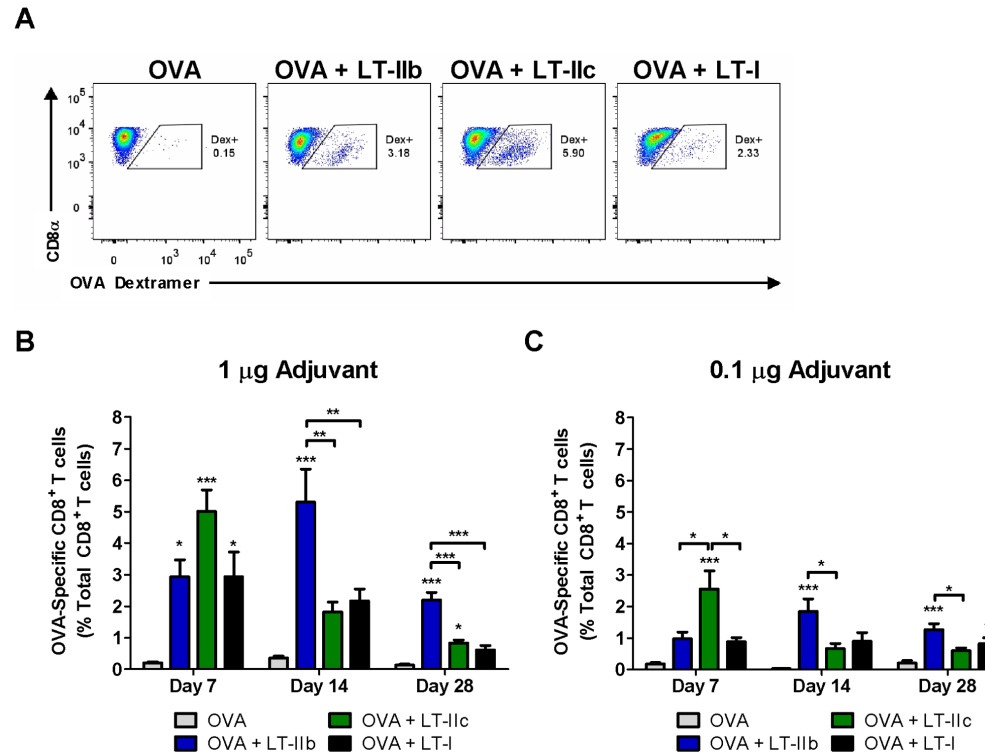 A
OVA OVA + LT-IIb OVA + LT-IIc OVA + LT-I
10^5
10^4
10^3
0
Dex+
0.15
Dex+
3.18
Dex+
5.90
Dex+
2.33
0 10^3 10^4 10^5
CD8α
OVA Dextramer
B
1 μg Adjuvant
OVA-Specific CD8+ T cells
(% Total CD8+ T cells)
8
7
6
5
4
3
2
1
0
* *** *
*** ** **
*** * *** ***
Day 7 Day 14 Day 28
OVA OVA + LT-IIc
OVA + LT-IIb OVA + LT-I
C
0.1 μg Adjuvant
OVA-Specific CD8+ T cells
(% Total CD8+ T cells)
8
7
6
5
4
3
2
1
0
* *
***
*** *
*** *
Day 7 Day 14 Day 28
OVA OVA + LT-IIc
OVA + LT-IIb OVA + LT-I